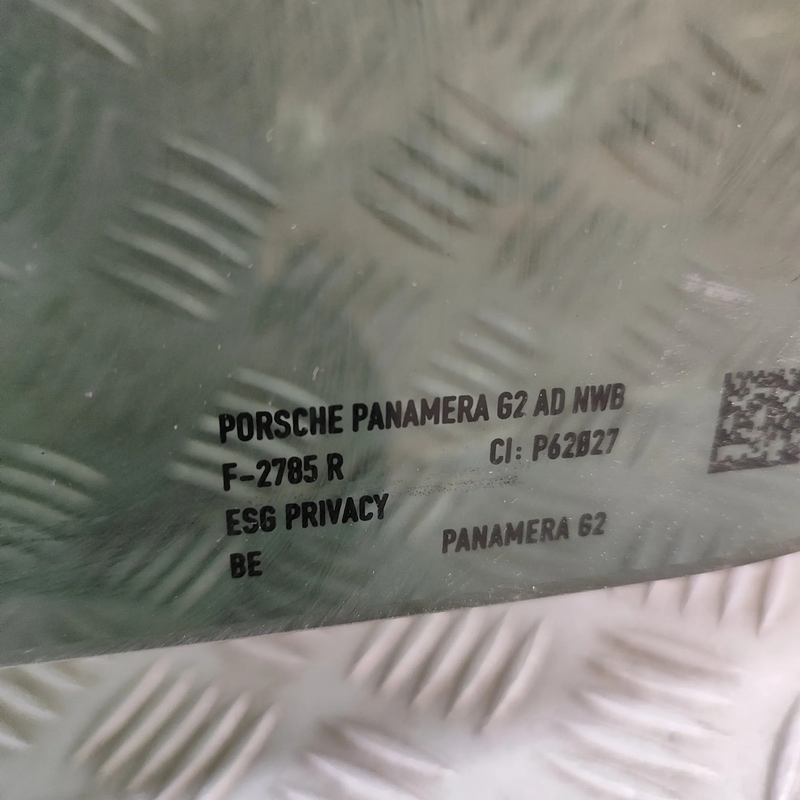 PORSCHE PANAMERA G2 AD NWB
F-2785 R CI: P62027
ESG PRIVACY
BE PANAMERA G2